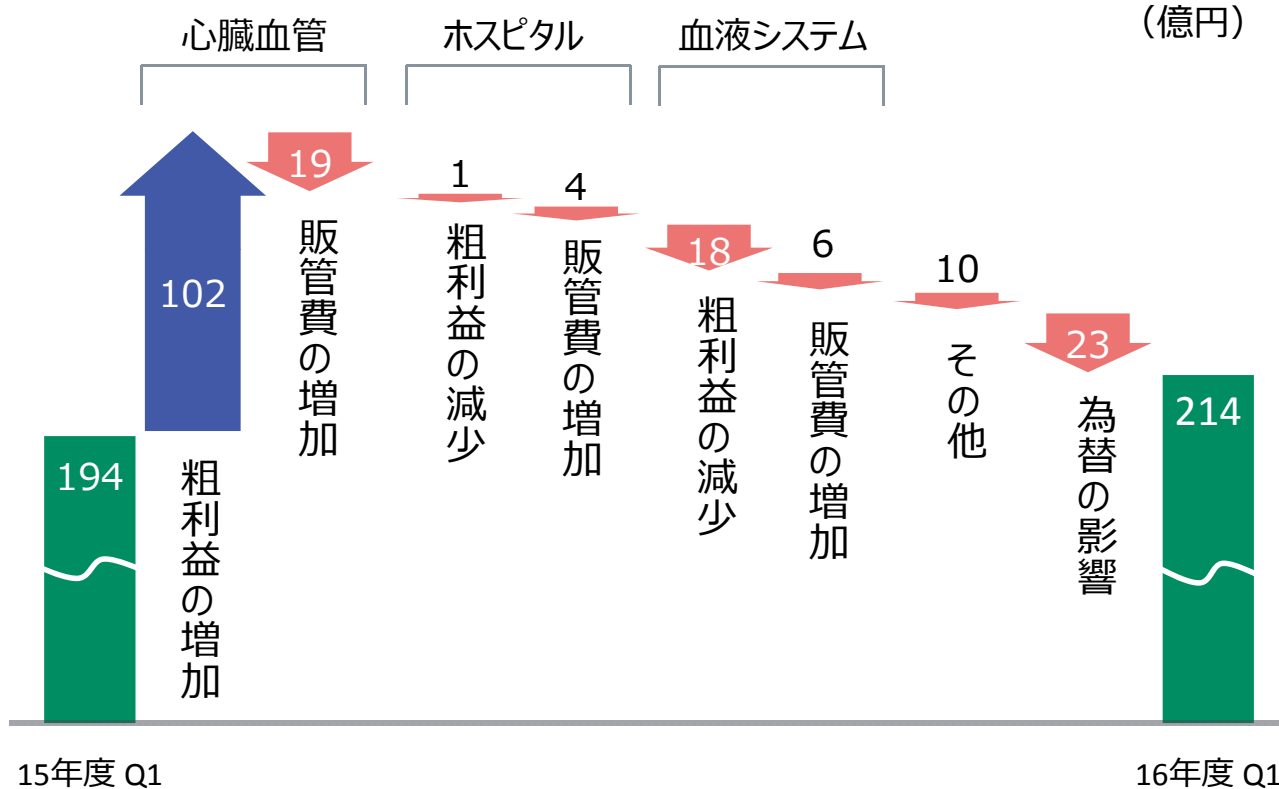 （億円）
心臓血管
ホスピタル
血液システム
194
102
粗利益の増加
19
販管費の増加
1
粗利益の減少
4
販管費の増加
18
粗利益の減少
6
販管費の増加
10
その他
23
為替の影響
214
15年度 Q1
16年度 Q1